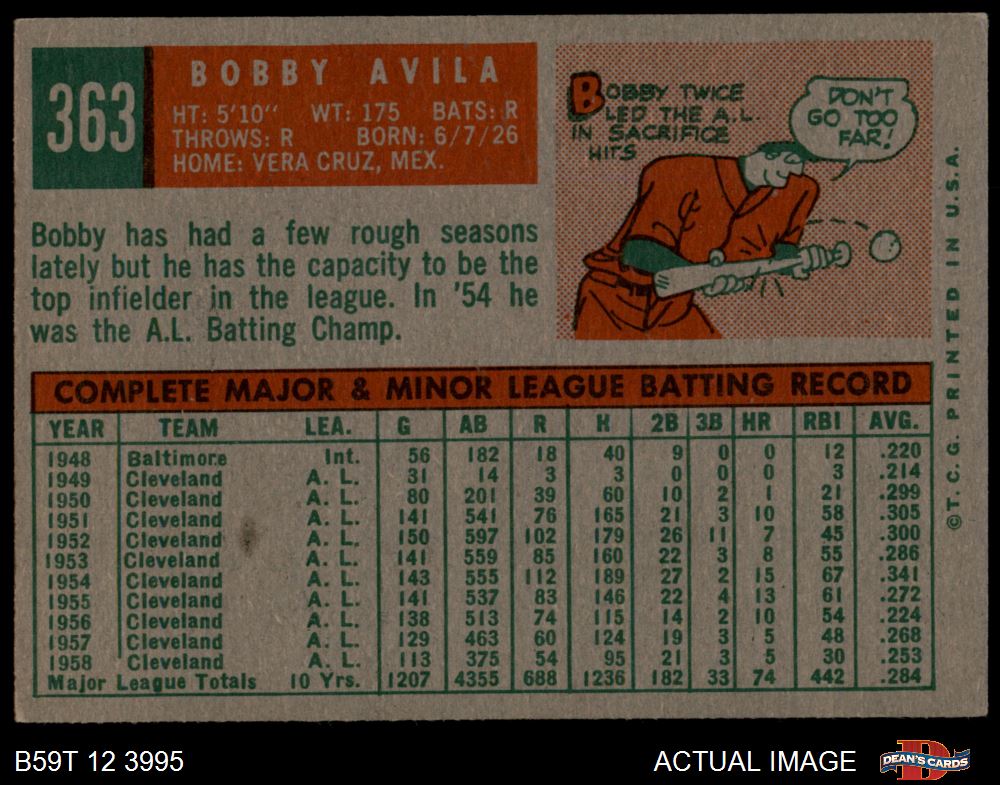 363
BOBBY AVILA
HT: 5'10" WT: 175 BATS: R
THROWS: R BORN: 6/7/26
HOME: VERA CRUZ, MEX.
BOBBY TWICE
LED THE A.L.
IN SACRIFICE
HITS
DON'T
GO TOO
FAR!
Bobby has had a few rough seasons
lately but he has the capacity to be the
top infielder in the league. In '54 he
was the A.L. Batting Champ.
COMPLETE MAJOR & MINOR LEAGUE BATTING RECORD
YEAR TEAM LEA. G AB R H 2B 3B HR RBI AVG.
1948 Baltimore Int. 56 182 18 40 9 0 0 12 .220
1949 Cleveland A. L. 31 14 3 3 0 0 0 3 .214
1950 Cleveland A. L. 80 201 39 60 10 2 1 21 .299
1951 Cleveland A. L. 141 541 76 165 21 3 10 58 .305
1952 Cleveland A. L. 150 597 102 179 26 11 7 45 .300
1953 Cleveland A. L. 141 559 85 160 22 3 8 55 .286
1954 Cleveland A. L. 143 555 112 189 27 2 15 67 .341
1955 Cleveland A. L. 141 537 83 146 22 4 13 61 .272
1956 Cleveland A. L. 138 513 74 115 14 2 10 54 .224
1957 Cleveland A. L. 129 463 60 124 19 3 5 48 .268
1958 Cleveland A. L. 113 375 54 95 21 3 5 30 .253
Major League Totals 10 Yrs. 1207 4355 688 1236 182 33 74 442 .284
©T. C. G. PRINTED IN U.S.A.
B59T 12 3995
ACTUAL IMAGE
D
DEAN'S CARDS